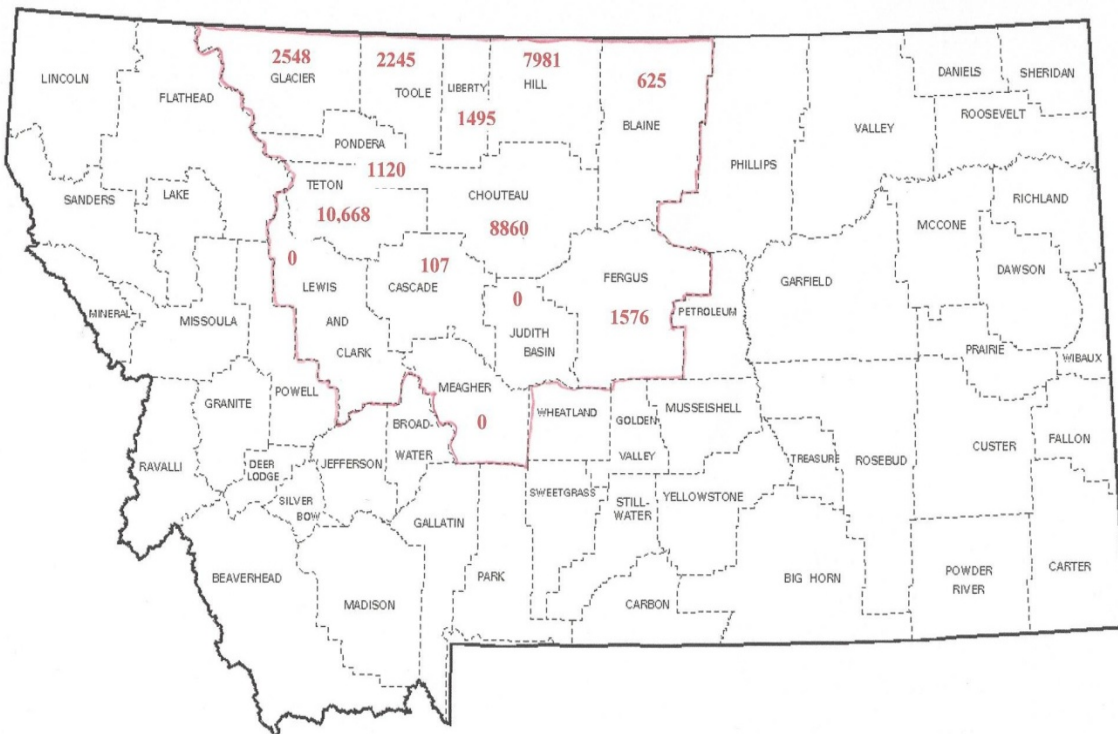 LINCOLN
FLATHEAD
2548
GLACIER
2245
TOOLE
LIBERTY
1495
7981
HILL
625
BLAINE
PHILLIPS
VALLEY
DANIELS
SHERIDAN
ROOSEVELT
SANDERS
LAKE
PONDERA
1120
TETON
10,668
CHOUTEAU
8860
RICHLAND
MCCONE
DAWSON
GARFIELD
0
LEWIS
AND
CLARK
107
CASCADE
0
JUDITH
BASIN
FERGUS
1576
PETROLEUM
PRAIRIE
WIBAUX
MINERAL
MISSOULA
POWELL
GRANITE
RAVALLI
DEER
LODGE
SILVER
BOW
JEFFERSON
BROAD-
WATER
MEAGHER
0
WHEATLAND
GOLDEN
VALLEY
MUSSELSHELL
TREASURE
ROSEBUD
CUSTER
FALLON
BEAVERHEAD
MADISON
GALLATIN
PARK
SWEETGRASS
STILL-
WATER
YELLOWSTONE
CARBON
BIG HORN
POWDER
RIVER
CARTER